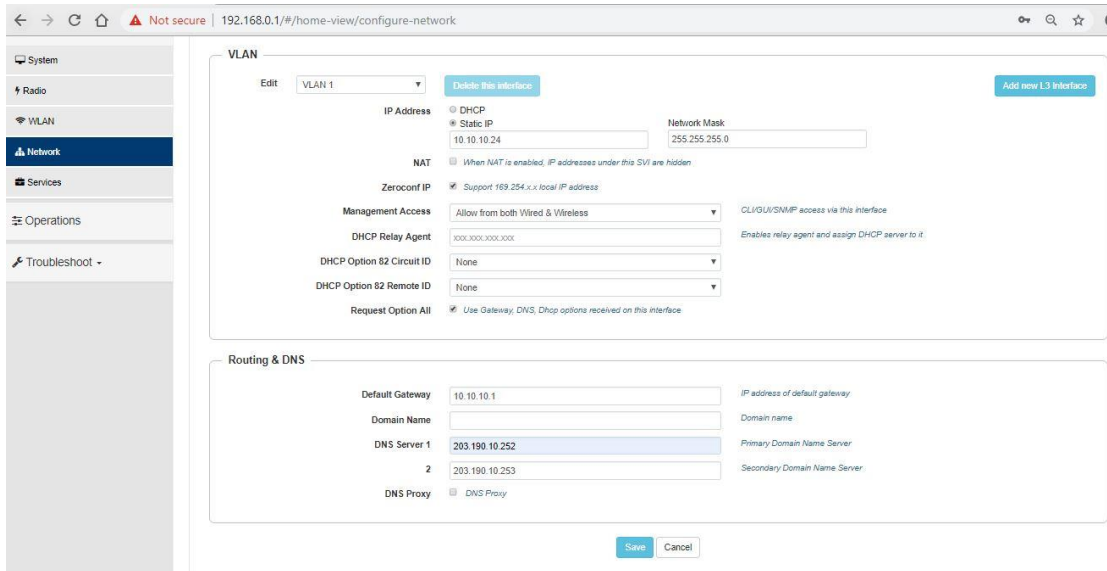 Not secure | 192.168.0.1/#/home-view/configure-network
System
Radio
WLAN
Network
Services
Operations
Troubleshoot
VLAN
Edit VLAN 1 Delete this interface Add new L3 Interface
IP Address DHCP
Static IP Network Mask
10.10.10.24 255.255.255.0
NAT When NAT is enabled, IP addresses under this SVI are hidden
Zeroconf IP Support 169.254.x.x local IP address
Management Access Allow from both Wired & Wireless CLI/GUI/SNMP access via this interface
DHCP Relay Agent xxx.xxx.xxx.xxx Enables relay agent and assign DHCP server to it
DHCP Option 82 Circuit ID None
DHCP Option 82 Remote ID None
Request Option All Use Gateway, DNS, Dhcp options received on this interface
Routing & DNS
Default Gateway 10.10.10.1 IP address of default gateway
Domain Name Domain name
DNS Server 1 203.190.10.252 Primary Domain Name Server
2 203.190.10.253 Secondary Domain Name Server
DNS Proxy DNS Proxy
Save Cancel